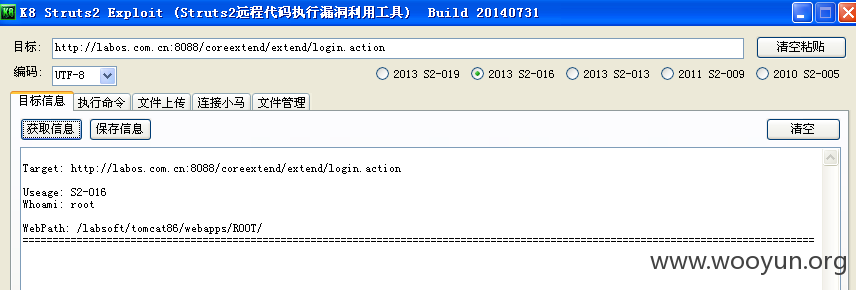 K8 Struts2 Exploit (Struts2远程代码执行漏洞利用工具) Build 20140731
目标: http://labos.com.cn:8088/coreextend/extend/login.action 清空粘贴
编码: UTF-8 2013 S2-019 2013 S2-016 2013 S2-013 2011 S2-009 2010 S2-005
目标信息 执行命令 文件上传 连接小马 文件管理
获取信息 保存信息 清空
Target: http://labos.com.cn:8088/coreextend/extend/login.action
Useage: S2-016
Whoami: root
WebPath: /labsoft/tomcat86/webapps/ROOT/
www.wooyun.org